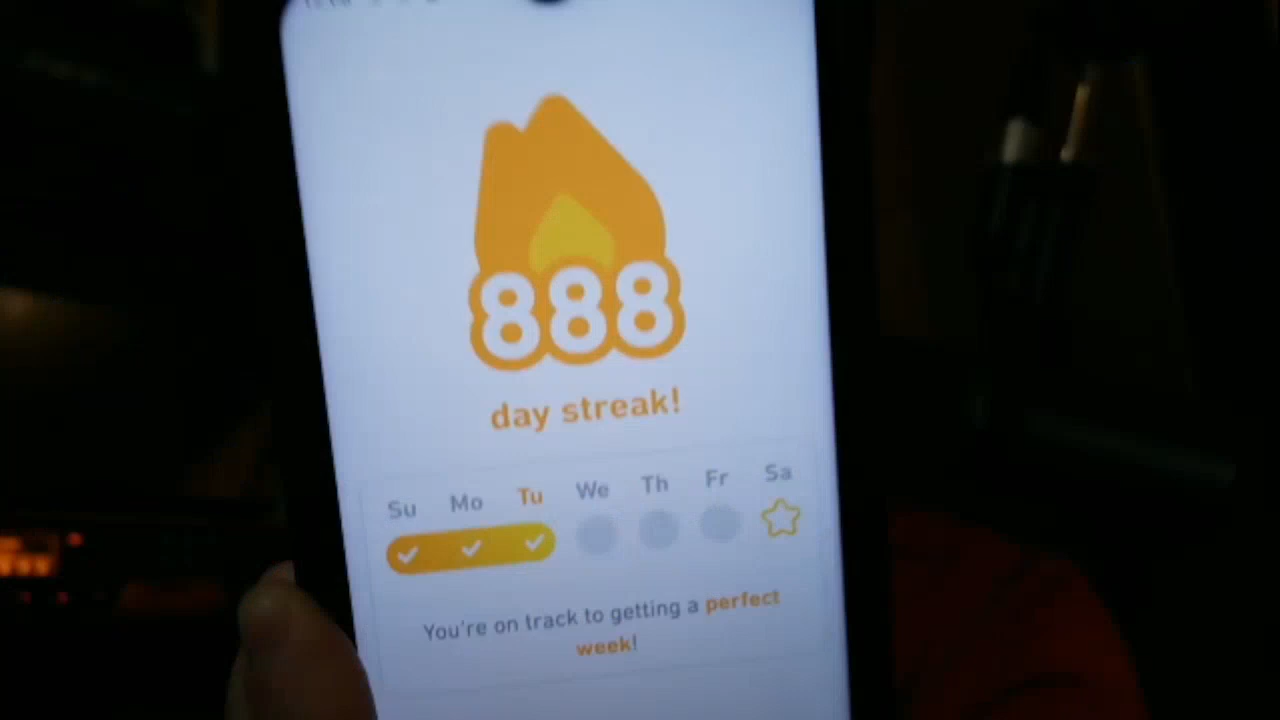 888
day streak!
Su Mo Tu We Th Fr Sa
You're on track to getting a perfect
week!